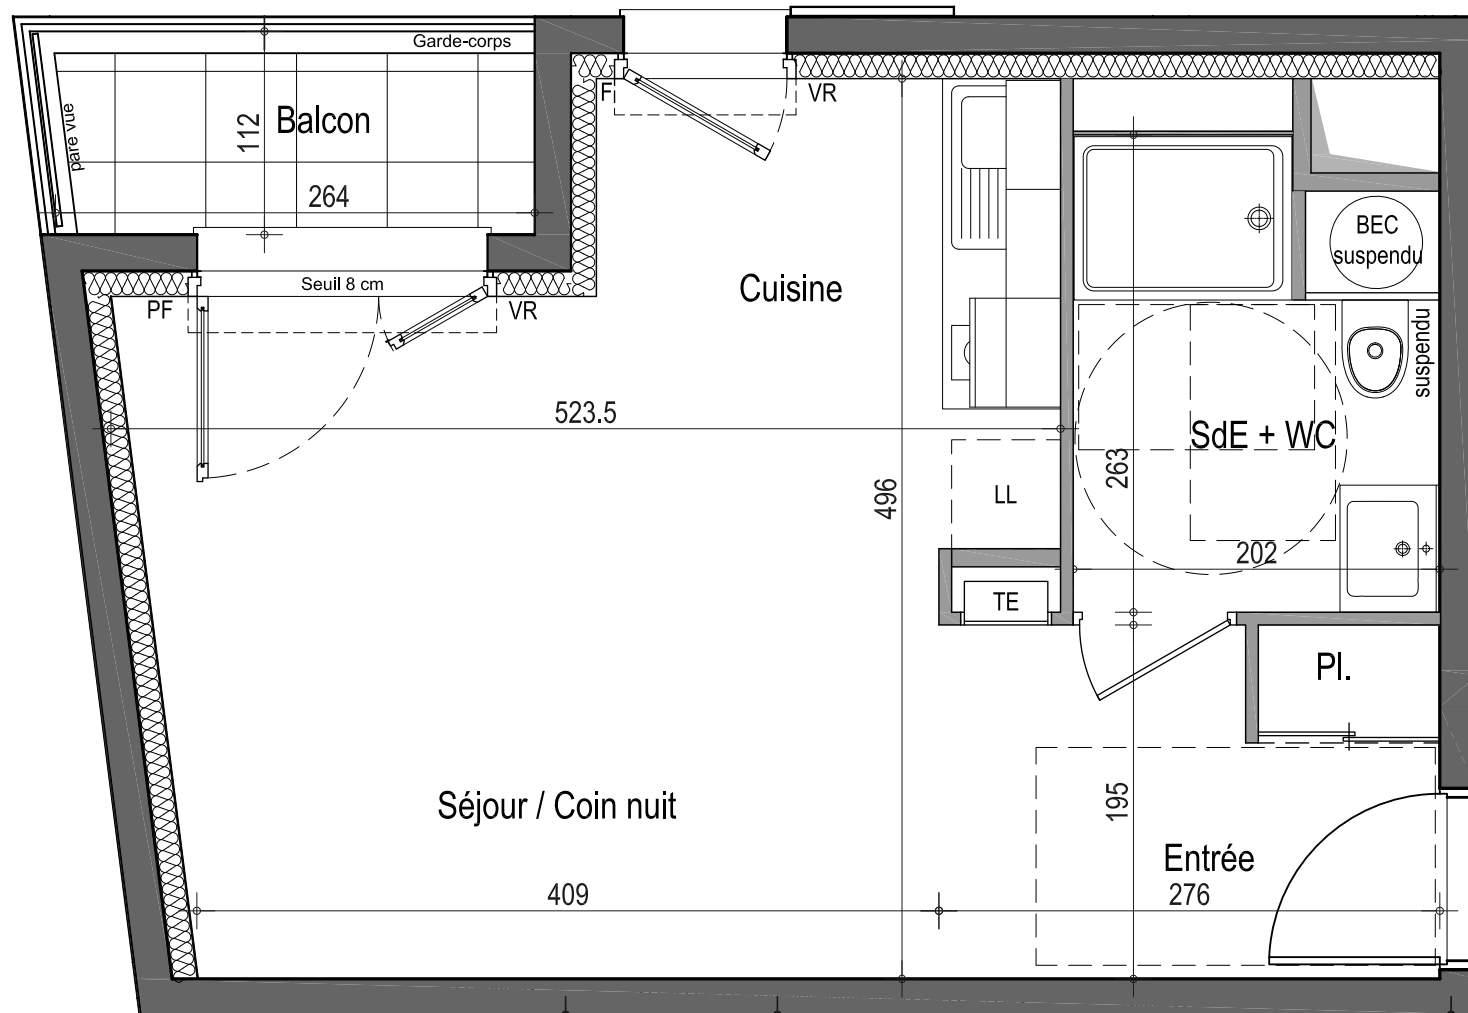 Garde-corps
pare vue
112
Balcon
264
F
VR
Seuil 8 cm
PF
VR
Cuisine
BEC
suspendu
suspendu
523.5
SdE + WC
263
496
LL
202
TE
Pl.
195
Séjour / Coin nuit
Entrée
409
276